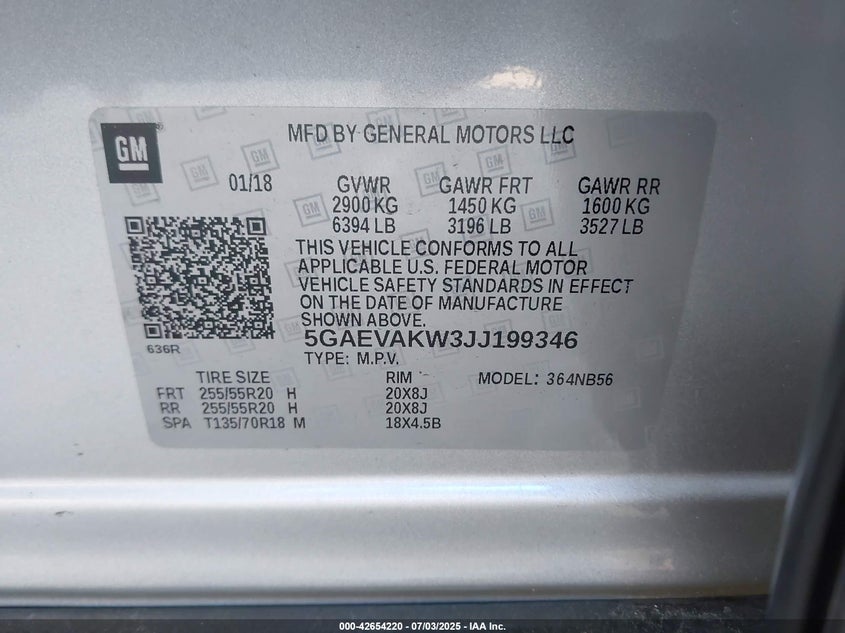 GM
MFD BY GENERAL MOTORS LLC
01/18 GVWR GAWR FRT GAWR RR
2900 KG 1450 KG 1600 KG
6394 LB 3196 LB 3527 LB
THIS VEHICLE CONFORMS TO ALL
APPLICABLE U.S. FEDERAL MOTOR
VEHICLE SAFETY STANDARDS IN EFFECT
ON THE DATE OF MANUFACTURE
SHOWN ABOVE.
636R
5GAEVAKW3JJ199346
TYPE: M.P.V.
TIRE SIZE RIM MODEL: 364NB56
FRT 255/55R20 H 20X8J
RR 255/55R20 H 20X8J
SPA T135/70R18 M 18X4.5B
000-42654220 - 07/03/2025 - IAA Inc.